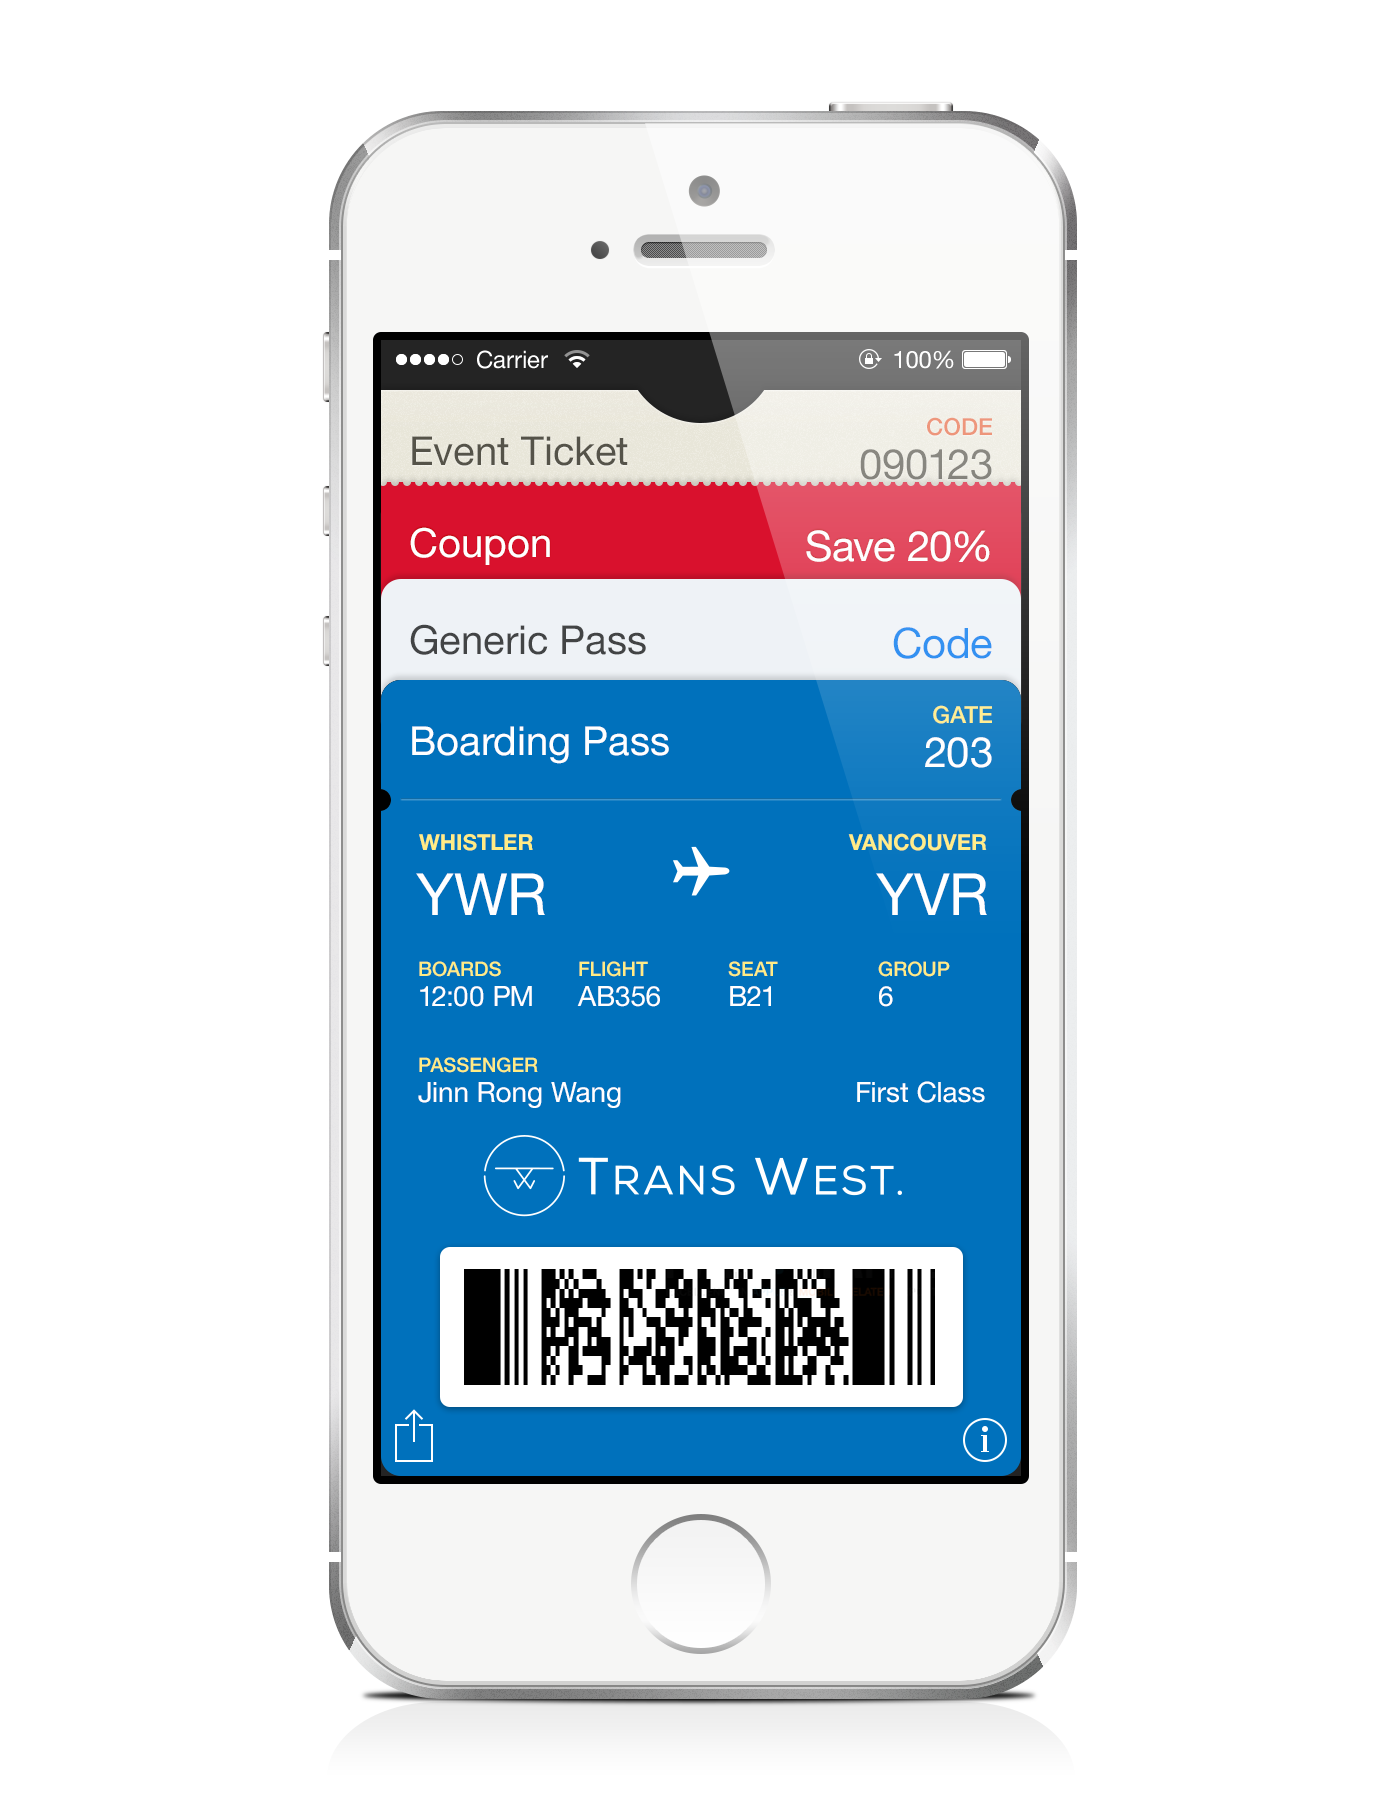 Carrier 100%
Event Ticket
CODE
090123
Coupon Save 20%
Generic Pass Code
Boarding Pass
GATE
203
WHISTLER VANCOUVER
YWR YVR
BOARDS FLIGHT SEAT GROUP
12:00 PM AB356 B21 6
PASSENGER
Jinn Rong Wang First Class
TRANS WEST.